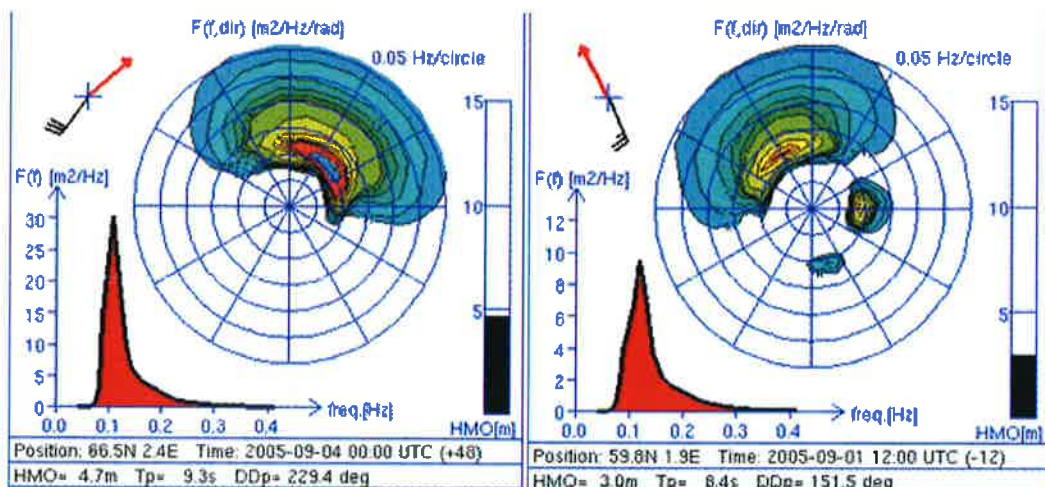 F(f,dir) [m2/Hz/rad]
0.05 Hz/circle
15
10
5
HMO[m]
F(f) [m2/Hz]
30
25
20
15
10
5
0
0.0 0.1 0.2 0.3 0.4
freq.[Hz]
Position: 66.5N 2.4E Time: 2005-09-04 00.00 UTC (+48)
HMO= 4.7m Tp= 9.3s DDp= 229.4 deg
F(f,dir) [m2/Hz/rad]
0.05 Hz/circle
15
10
5
HMO[m]
F(f) [m2/Hz]
12
10
8
6
4
2
0
0.0 0.1 0.2 0.3 0.4
freq.[Hz]
Position: 59.8N 1.9E Time: 2005-09-01 12:00 UTC (-12)
HMO= 3.0m Tp= 8.4s DDp= 151.5 deg